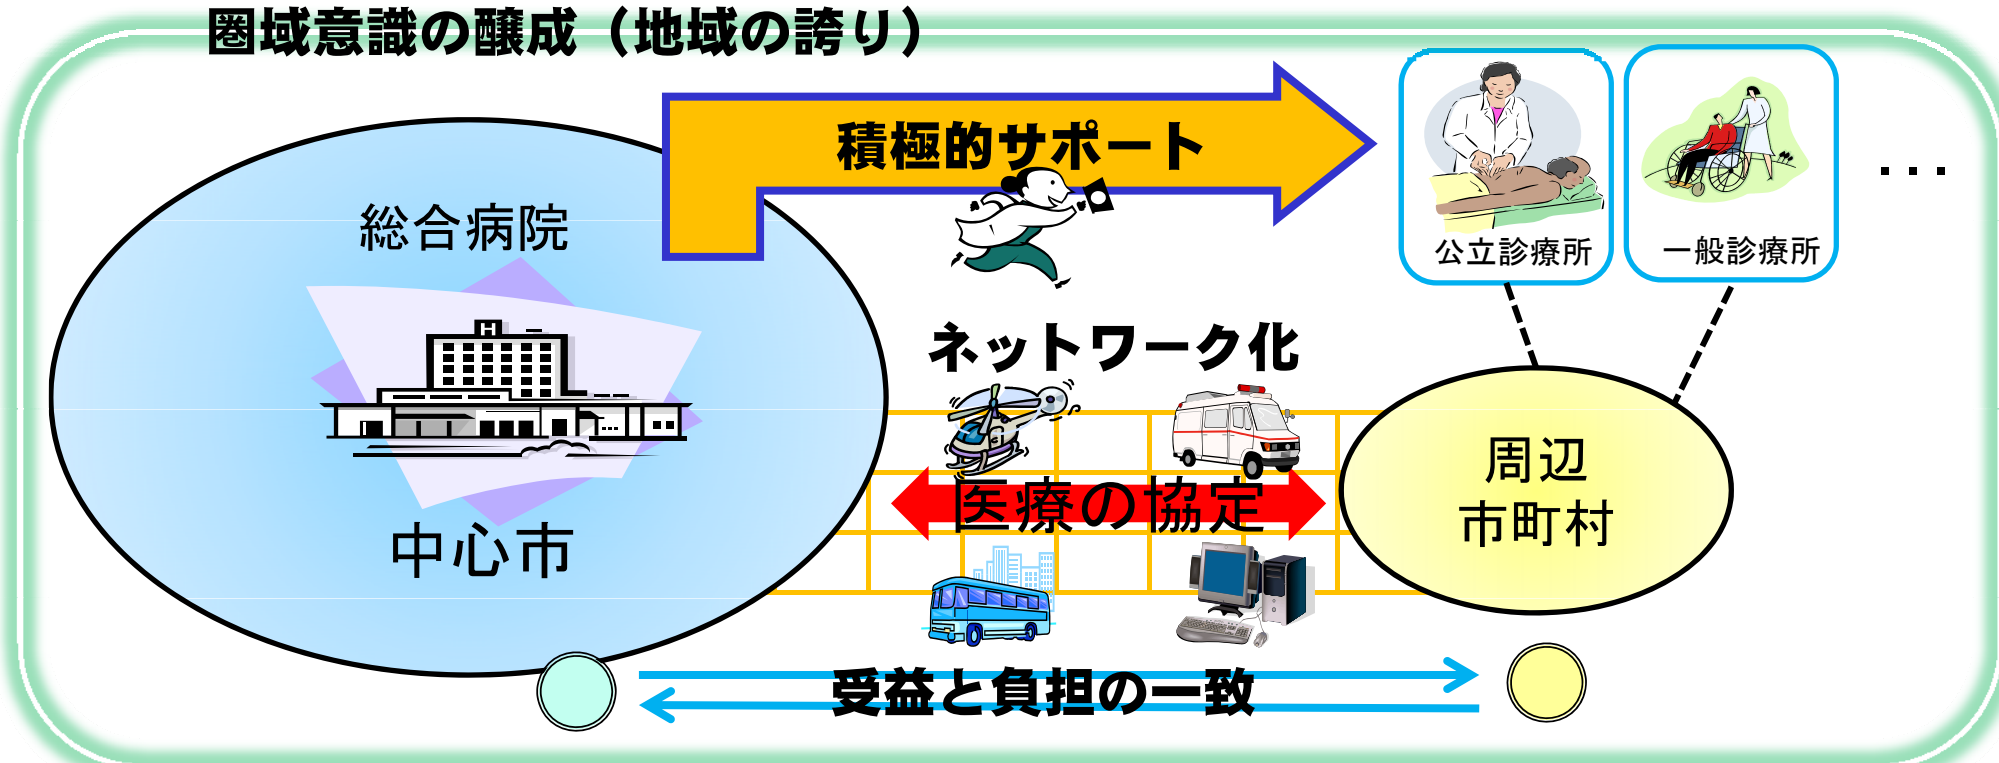 圏域意識の醸成（地域の誇り）
積極的サポート
総合病院
H
公立診療所
一般診療所
・・・
ネットワーク化
医療の協定
周辺
市町村
中心市
受益と負担の一致